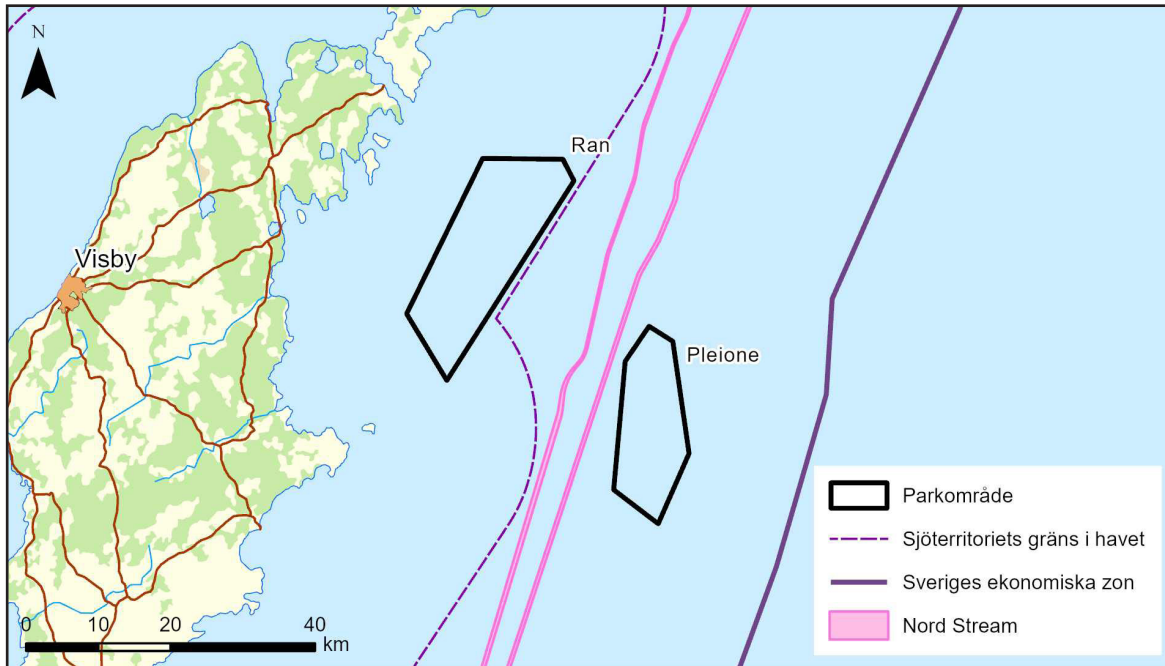 N
Ran
Visby
Pleione
Parkområde
Sjöterritoriets gräns i havet
Sveriges ekonomiska zon
Nord Stream
0 10 20 40
km